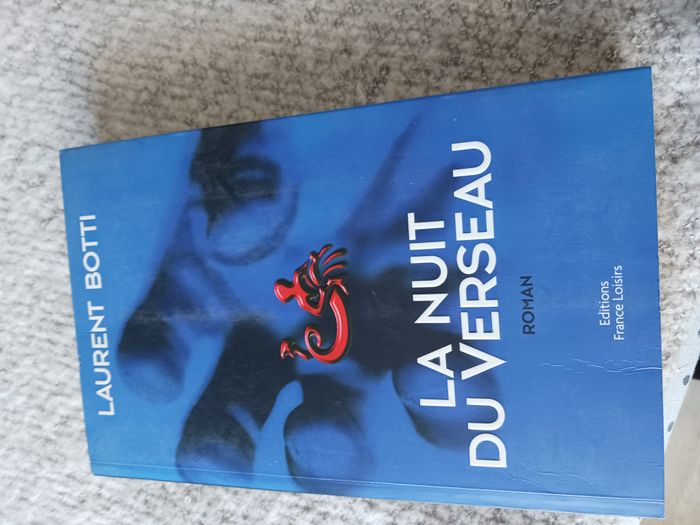 LAURENT BOTTI
LA NUIT
DU VERSEAU
ROMAN
Editions
France Loisirs